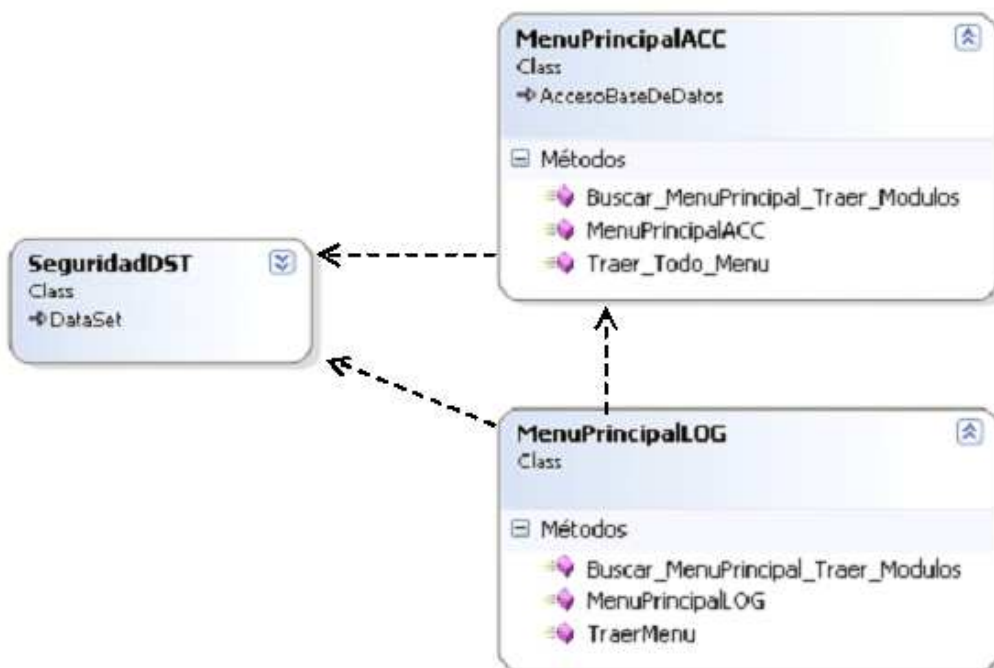 MenuPrincipalACC
Class
AccesoBaseDeDatos
Métodos
Buscar_MenuPrincipal_Traer_Modulos
MenuPrincipalACC
Traer_Todo_Menu
SeguridadDST
Class
DataSet
MenuPrincipalLOG
Class
Métodos
Buscar_MenuPrincipal_Traer_Modulos
MenuPrincipalLOG
TraerMenu